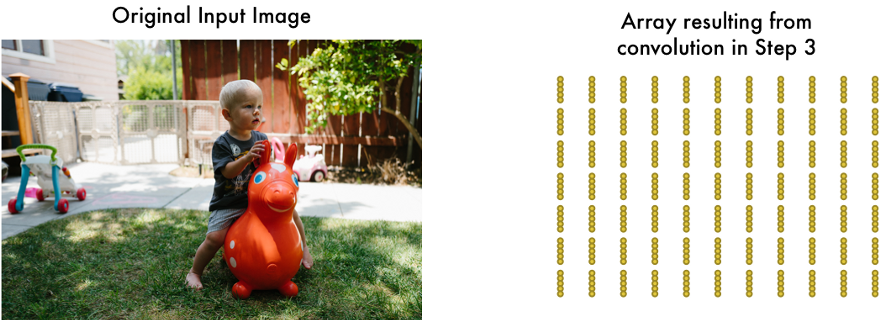 Original Input Image
Array resulting from
convolution in Step 3